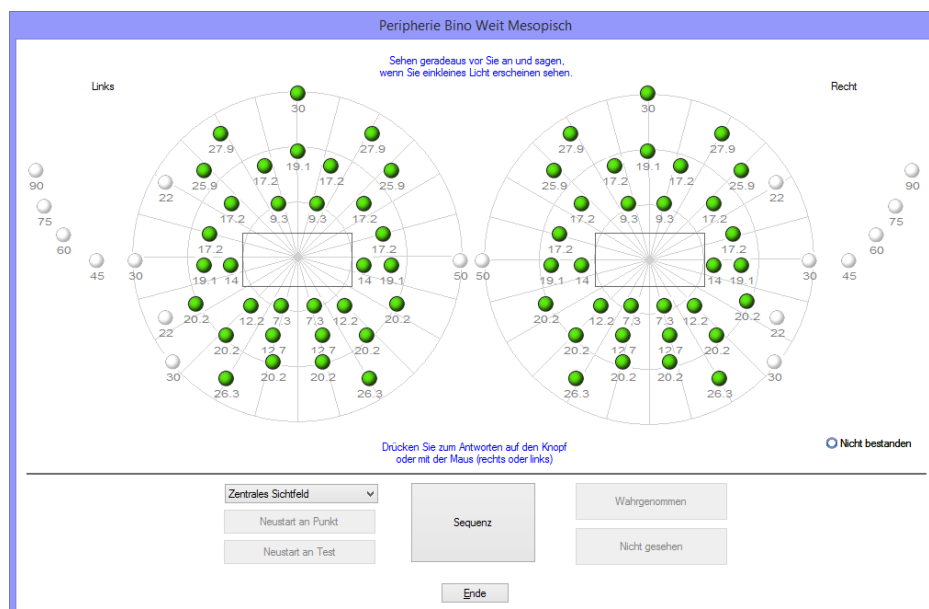 Peripherie Bino Weit Mesopisch
Sehen geradeaus vor Sie an und sagen,
wenn Sie einkleines Licht erscheinen sehen.
Links
Recht
30 30
27.9 27.9 27.9 27.9
19.1 19.1
90 25.9 17.2 17.2 25.9 25.9 17.2 17.2 25.9 90
22 22
75 17.2 9.3 9.3 17.2 17.2 9.3 9.3 17.2 75
60 17.2 17.2 17.2 17.2 60
45 30 50 50 30 45
19.1 14 14 19.1 19.1 14 14 19.1
20.2 12.2 7.3 7.3 12.2 20.2 20.2 12.2 7.3 7.3 12.2 20.2
22 22
20.2 12.7 12.7 20.2 20.2 12.7 12.7 20.2
30 20.2 20.2 20.2 20.2 30
26.3 26.3 26.3 26.3
Drücken Sie zum Antworten auf den Knopf
oder mit der Maus (rechts oder links)
Nicht bestanden
Zentrales Sichtfeld
Neustart an Punkt
Neustart an Test
Sequenz
Wahrgenommen
Nicht gesehen
Ende